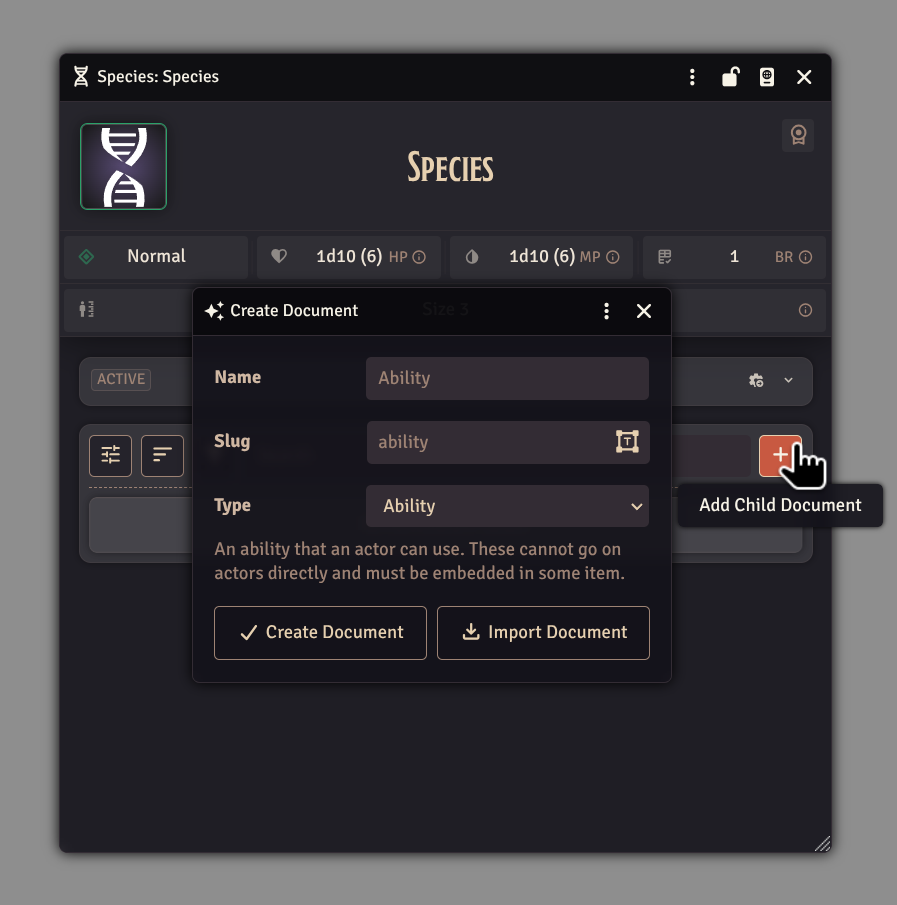 Species: Species
Species
Normal
1d10 (6) HP
1d10 (6) MP
1 BR
Create Document
Size 3
ACTIVE
Name
Ability
Slug
ability
T
Add Child Document
Type
Ability
An ability that an actor can use. These cannot go on
actors directly and must be embedded in some item.
Create Document
Import Document